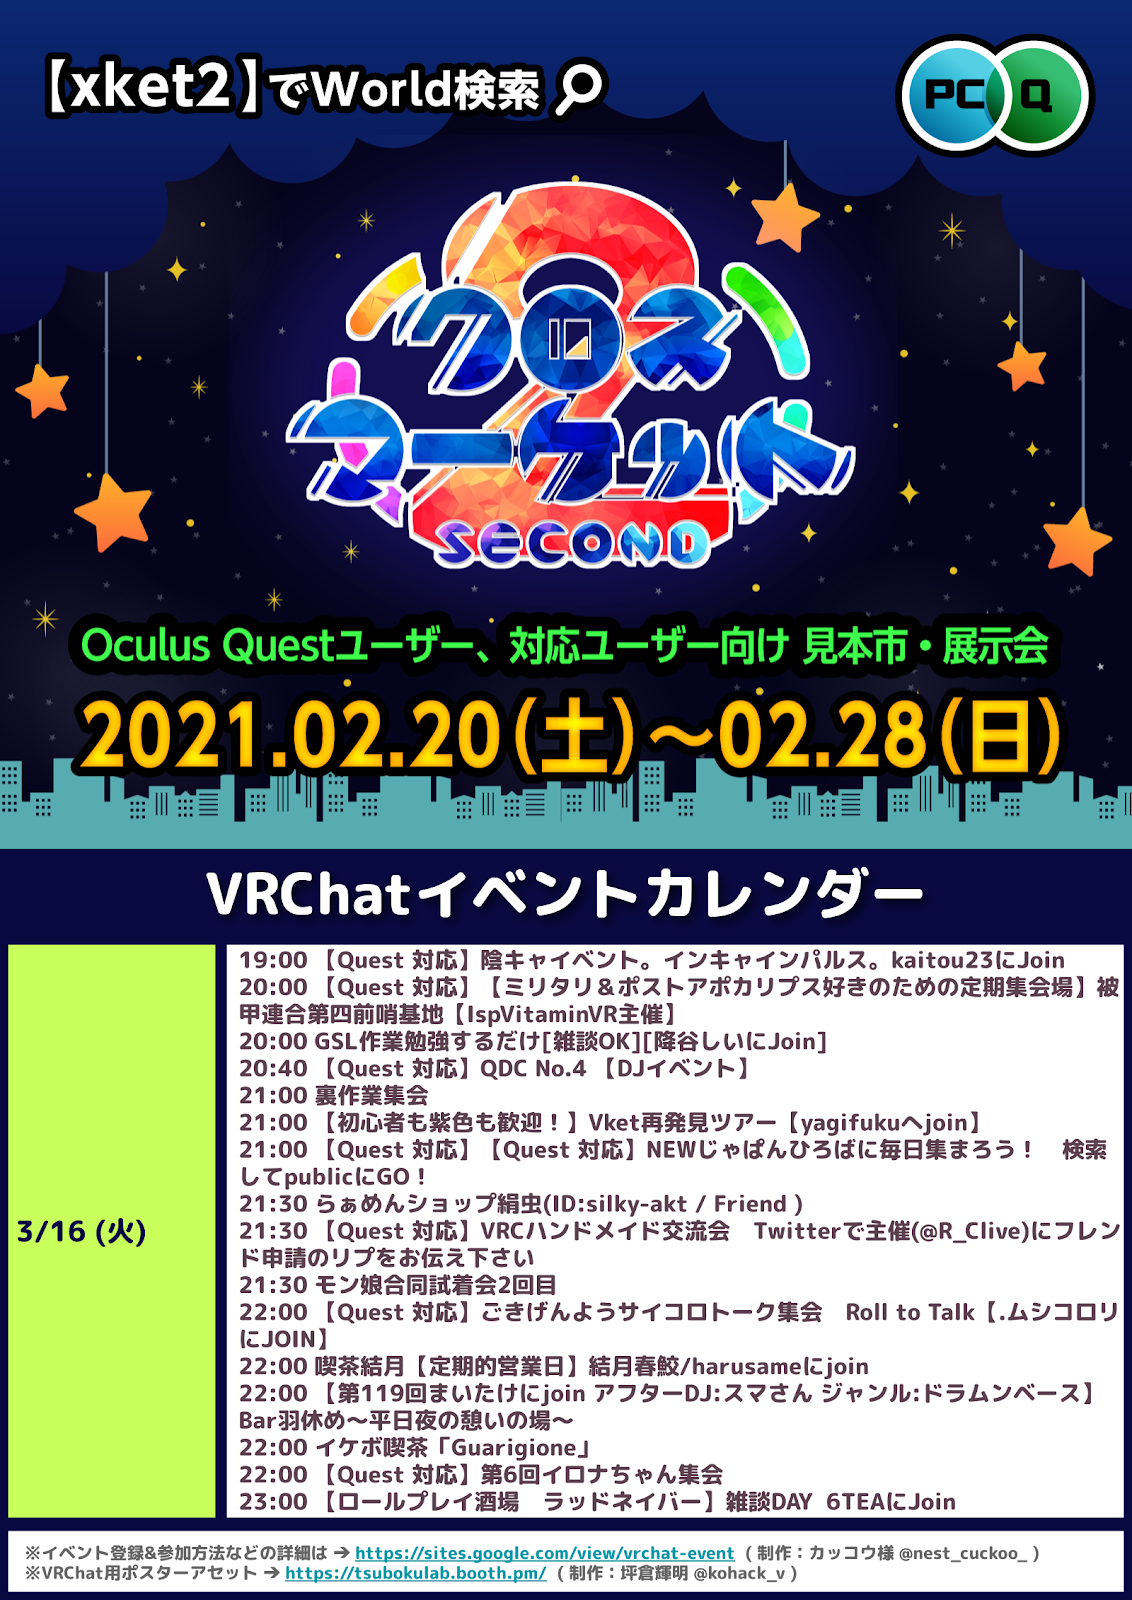 【xket2】でWorld検索
PC Q
2
クロス
マーケット
SECOND
Oculus Questユーザー、対応ユーザー向け 見本市・展示会
2021.02.20(土)～02.28(日)
VRChatイベントカレンダー
3/16 (火)
19:00 【Quest 対応】陰キャイベント。インキャインパルス。kaitou23にJoin
20:00 【Quest 対応】【ミリタリ＆ポストアポカリプス好きのための定期集会場】被
甲連合第四前哨基地【IspVitaminVR主催】
20:00 GSL作業勉強するだけ[雑談OK][降谷しいにJoin]
20:40 【Quest 対応】QDC No.4 【DJイベント】
21:00 裏作業集会
21:00 【初心者も紫色も歓迎！】Vket再発見ツアー【yagifukuへjoin】
21:00 【Quest 対応】【Quest 対応】NEWじゃぱんひろばに毎日集まろう！　検索
してpublicにGO！
21:30 らぁめんショップ絹虫(ID:silky-akt / Friend )
21:30 【Quest 対応】VRCハンドメイド交流会　Twitterで主催(@R_Clive)にフレン
ド申請のリプをお伝え下さい
21:30 モン娘合同試着会2回目
22:00 【Quest 対応】ごきげんようサイコロトーク集会　Roll to Talk【.ムシコロリ
にJOIN】
22:00 喫茶結月【定期的営業日】結月春鮫/harusameにjoin
22:00 【第119回まいたけにjoin アフターDJ:スマさん ジャンル:ドラムンベース】
Bar羽休め～平日夜の憩いの場～
22:00 イケボ喫茶「Guarigione」
22:00 【Quest 対応】第6回イロナちゃん集会
23:00 【ロールプレイ酒場　ラッドネイバー】雑談DAY 6TEAにJoin
※イベント登録&参加方法などの詳細は → https://sites.google.com/view/vrchat-event ( 制作：カッコウ様 @nest_cuckoo_ )
※VRChat用ポスターアセット → https://tsubokulab.booth.pm/ ( 制作：坪倉輝明 @kohack_v )